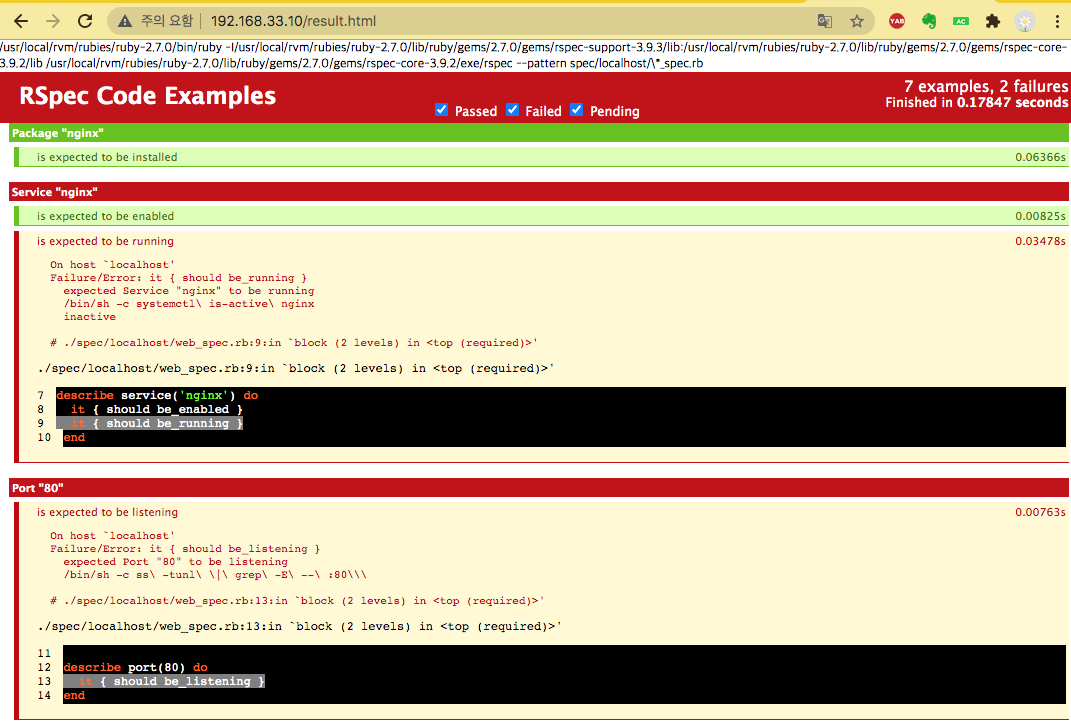 주의 요함 192.168.33.10/result.html
YAB AC
/usr/local/rvm/rubies/ruby-2.7.0/bin/ruby -I/usr/local/rvm/rubies/ruby-2.7.0/lib/ruby/gems/2.7.0/gems/rspec-support-3.9.3/lib:/usr/local/rvm/rubies/ruby-2.7.0/lib/ruby/gems/2.7.0/gems/rspec-core-
3.9.2/lib /usr/local/rvm/rubies/ruby-2.7.0/lib/ruby/gems/2.7.0/gems/rspec-core-3.9.2/exe/rspec --pattern spec/localhost/\*_spec.rb
RSpec Code Examples
Passed Failed Pending
7 examples, 2 failures
Finished in 0.17847 seconds
Package "nginx"
is expected to be installed 0.06366s
Service "nginx"
is expected to be enabled 0.00825s
is expected to be running 0.03478s
On host `localhost'
Failure/Error: it { should be_running }
expected Service "nginx" to be running
/bin/sh -c systemctl\ is-active\ nginx
inactive
# ./spec/localhost/web_spec.rb:9:in `block (2 levels) in <top (required)>'
./spec/localhost/web_spec.rb:9:in `block (2 levels) in <top (required)>'
7 describe service('nginx') do
8 it { should be_enabled }
9 it { should be_running }
10 end
Port "80"
is expected to be listening 0.00763s
On host `localhost'
Failure/Error: it { should be_listening }
expected Port "80" to be listening
/bin/sh -c ss\ -tunl\ \|\ grep\ -E\ --\ :80\\\
# ./spec/localhost/web_spec.rb:13:in `block (2 levels) in <top (required)>'
./spec/localhost/web_spec.rb:13:in `block (2 levels) in <top (required)>'
11
12 describe port(80) do
13 it { should be_listening }
14 end